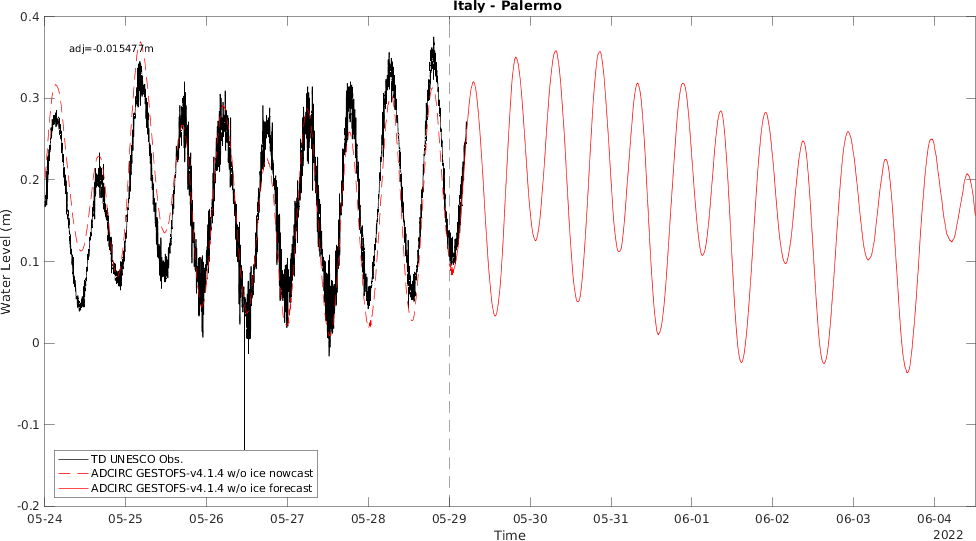 Italy - Palermo
0.4
adj=-0.015477m
0.3
0.2
Water Level (m)
0.1
0
-0.1
TD UNESCO Obs.
ADCIRC GESTOFS-v4.1.4 w/o ice nowcast
ADCIRC GESTOFS-v4.1.4 w/o ice forecast
-0.2
05-24 05-25 05-26 05-27 05-28 05-29 05-30 05-31 06-01 06-02 06-03 06-04
Time
2022